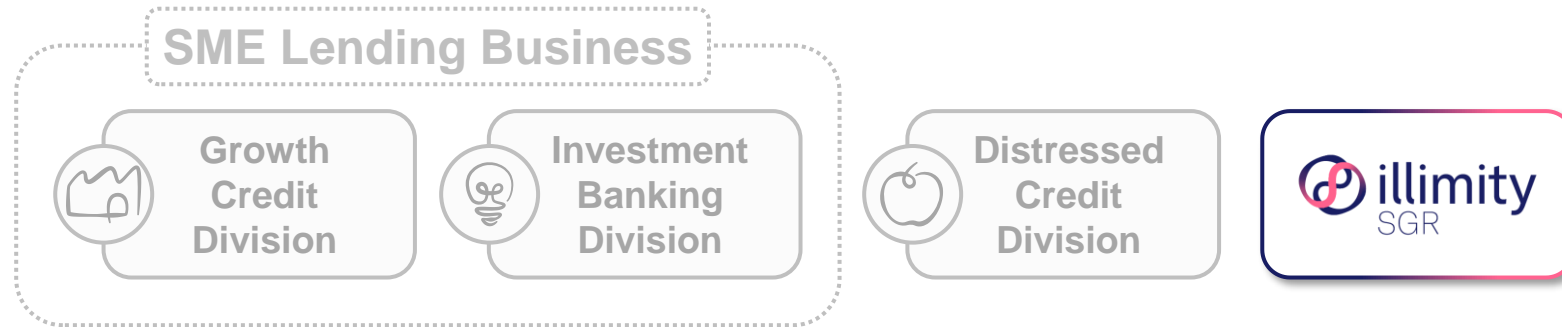 SME Lending Business
Growth
Credit
Division
Investment
Banking
Division
Distressed
Credit
Division
illimity
SGR